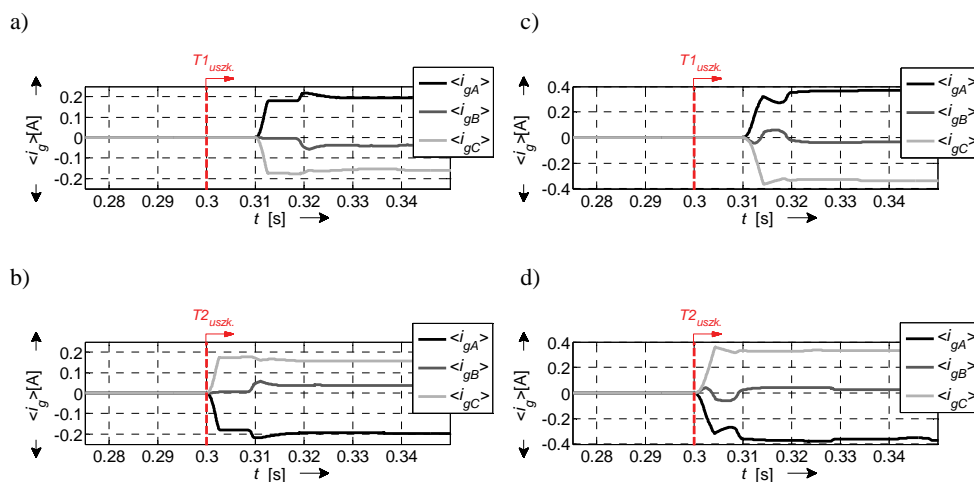 a)
T1uszk.
<ig>[A]
0.2
0.1
0
-0.1
-0.2
0.28 0.29 0.3 0.31 0.32 0.33 0.34
t [s]
<igA>
<igB>
<igC>
c)
T1uszk.
<ig>[A]
0.4
0.2
0
-0.2
-0.4
0.28 0.29 0.3 0.31 0.32 0.33 0.34
t [s]
<igA>
<igB>
<igC>
b)
T2uszk.
<ig>[A]
0.2
0.1
0
-0.1
-0.2
0.28 0.29 0.3 0.31 0.32 0.33 0.34
t [s]
<igA>
<igB>
<igC>
d)
T2uszk.
<ig>[A]
0.4
0.2
0
-0.2
-0.4
0.28 0.29 0.3 0.31 0.32 0.33 0.34
t [s]
<igA>
<igB>
<igC>